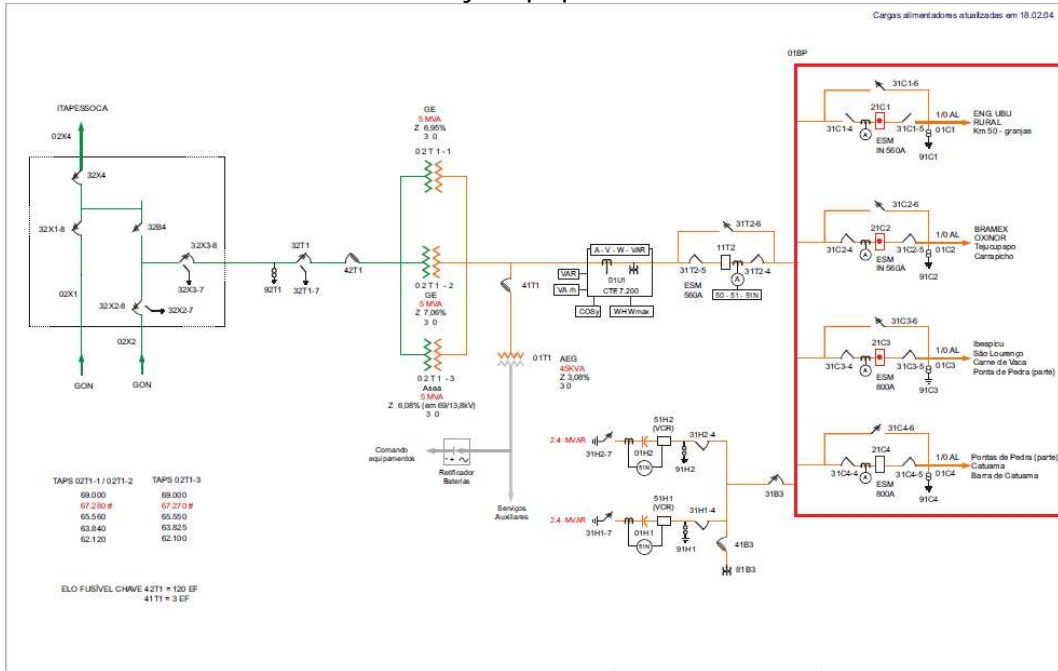 Cargas alimentadores atualizadas em 18.02.04
01BP
ITAPESSOCA
02X4
32X4
32X1-8
32B4
32X3-8
32X3-7
02X1
32X2-8
32X2-7
02X2
GON
GON
92T1
32T1
32T1-7
42T1
GE
5 MVA
Z 6,95%
3 0
02T1-1
02T1-2
GE
5 MVA
Z 7,06%
3 0
02T1-3
Asea
5 MVA
Z 6,08% (em 69/13,8kV)
3 0
41T1
01T1
AEG
45KVA
Z 3,08%
3 0
A - V - W - VAR
VAR
VA rh
01U1
CTE 7.200
COSy
WH Wmax
31T2-6
11T2
31T2-5
31T2-4
ESM
560A
A
50 - 51 - 51N
31C1-6
21C1
31C1-4
A
31C1-5
ESM
IN 560A
1/0 AL
01C1
91C1
ENG. UBU
RURAL
Km 50 - granjas
31C2-6
21C2
31C2-4
A
31C2-5
ESM
IN 560A
1/0 AL
01C2
91C2
BRAMEX
OXINOR
Tejucupapo
Carrapicho
31C3-6
21C3
31C3-4
A
31C3-5
ESM
800A
1/0 AL
01C3
91C3
Ibeapicu
São Lourenço
Carne de Vaca
Ponta de Pedra (parte)
31C4-6
21C4
31C4-4
A
31C4-5
ESM
800A
1/0 AL
01C4
91C4
Pontas de Pedra (parte)
Catuama
Barra de Catuama
Comando
equipamentos
- + ~
Retificador
Baterias
Serviços
Auxiliares
51H2
(VCR)
2.4 MVAR
31H2-7
01H2
51N
31H2-4
91H2
51H1
(VCR)
2.4 MVAR
31H1-7
01H1
51N
31H1-4
91H1
31B3
41B3
81B3
TAPS 02T1-1 / 02T1-2
69.000
67.280 #
65.560
63.840
62.120
TAPS 02T1-3
69.000
67.270 #
65.550
63.825
62.100
ELO FUSÍVEL CHAVE 42T1 = 120 EF
41T1 = 3 EF